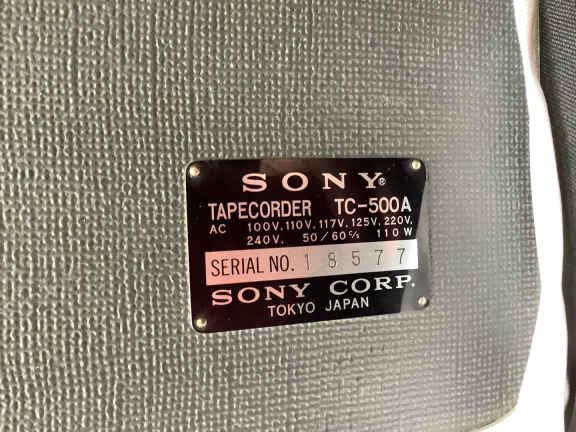 SONY®
TAPECORDER TC-500A
AC 100V, 110V, 117V, 125V, 220V,
240V. 50/60 c/s 110W
SERIAL NO. 18577
SONY CORP.
TOKYO JAPAN